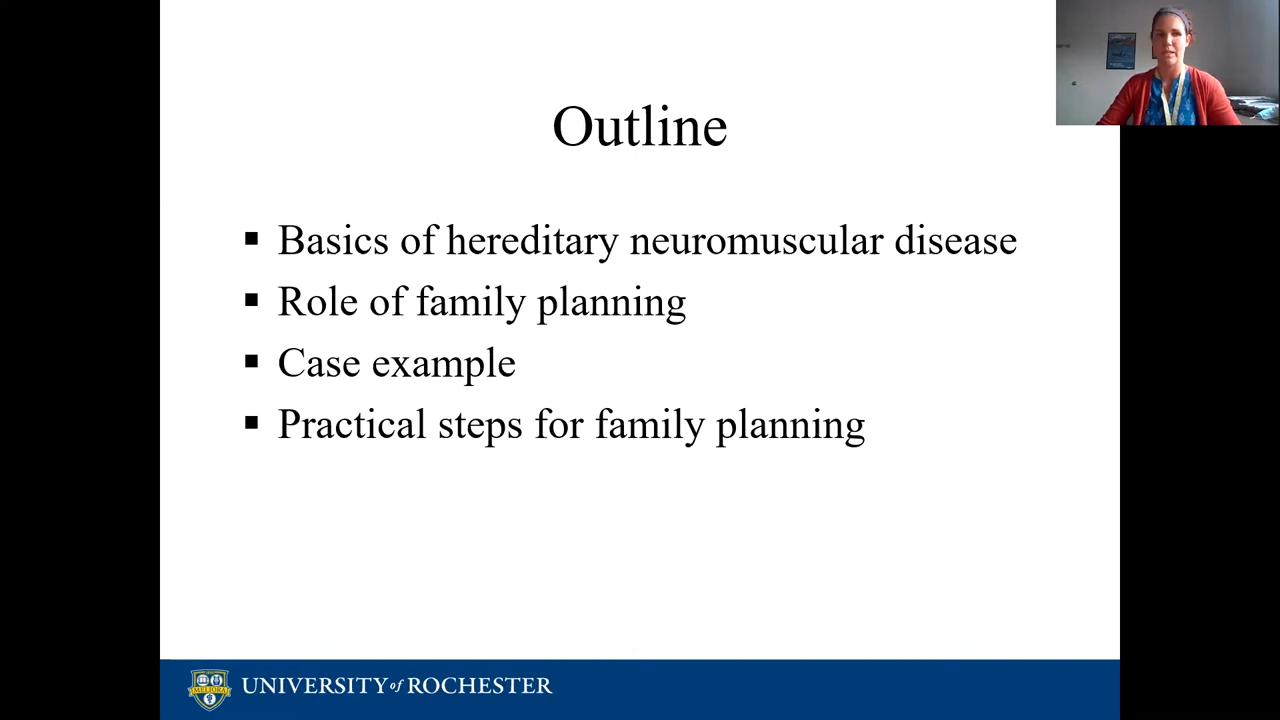 Outline
▪ Basics of hereditary neuromuscular disease
▪ Role of family planning
▪ Case example
▪ Practical steps for family planning
MELIORA
UNIVERSITY of ROCHESTER